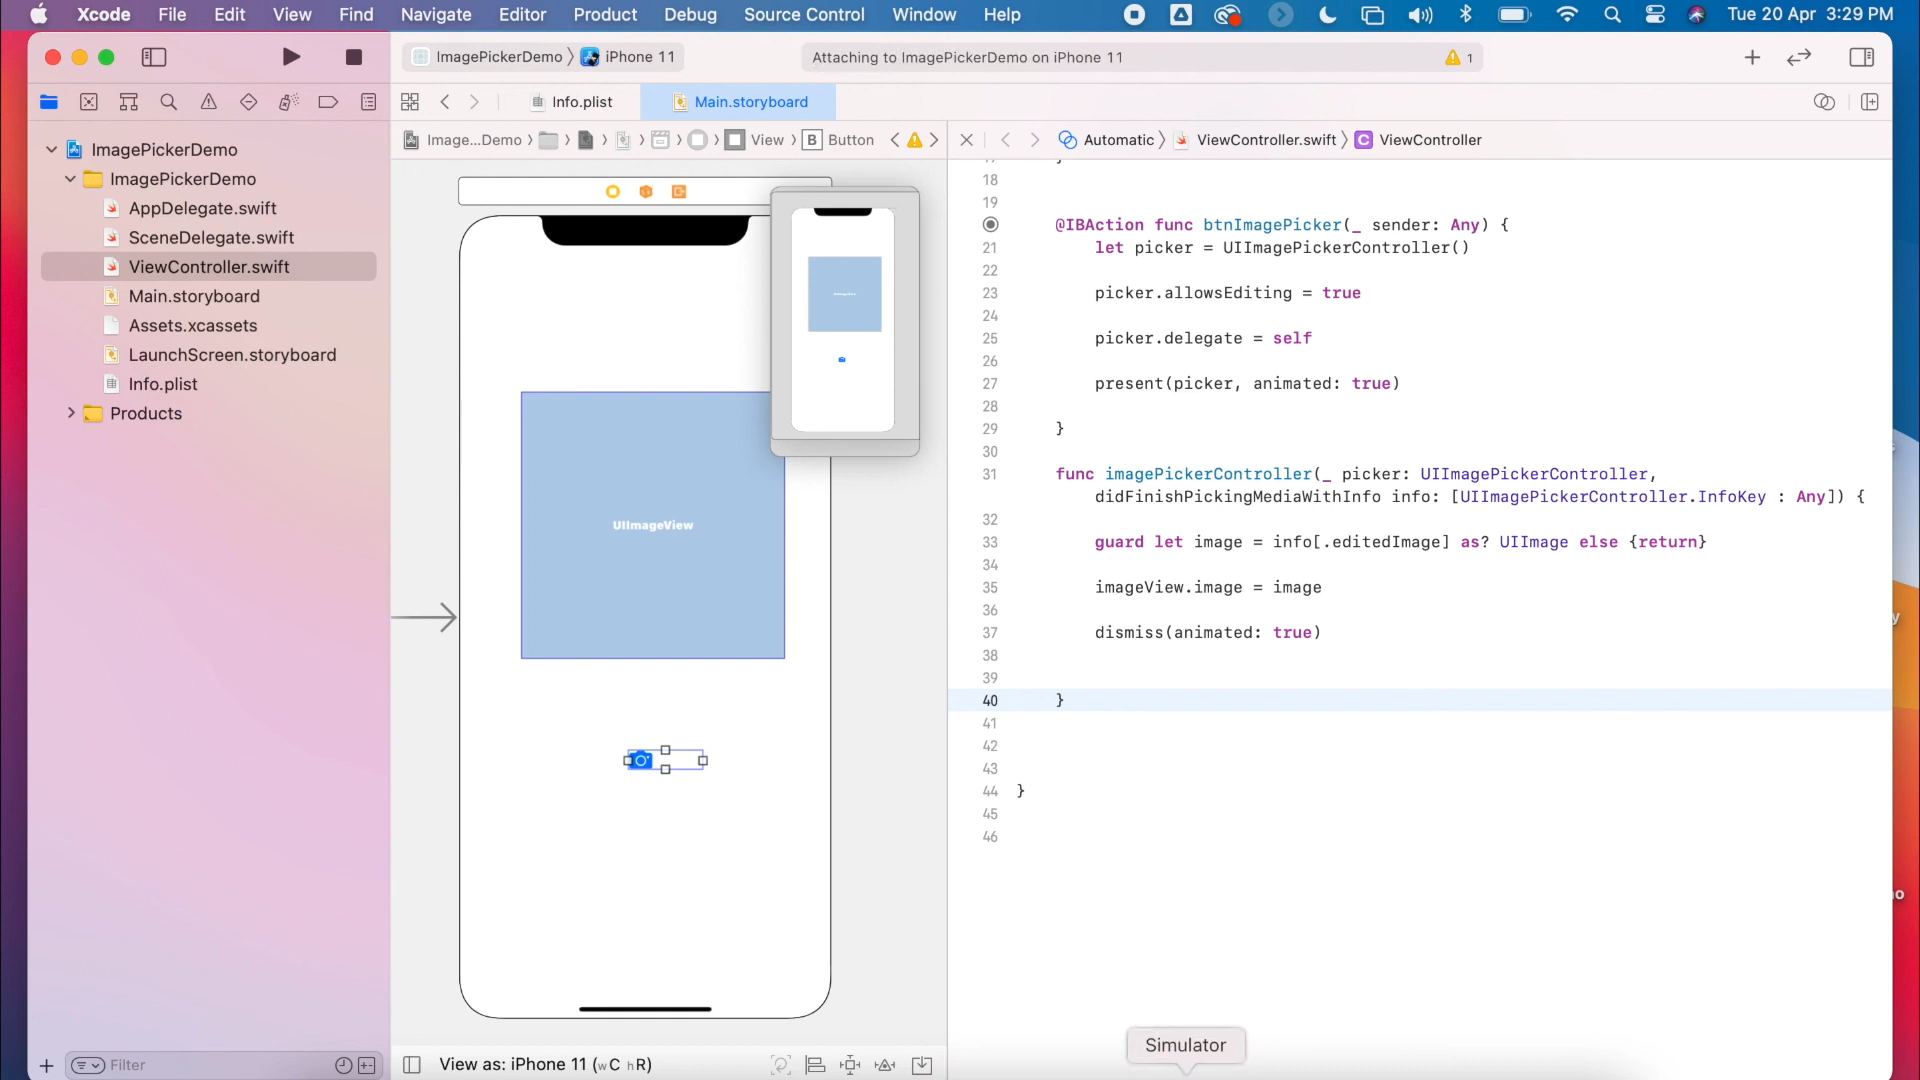 Xcode File Edit View Find Navigate Editor Product Debug Source Control Window Help Tue 20 Apr 3:29 PM
ImagePickerDemo iPhone 11 Attaching to ImagePickerDemo on iPhone 11 1
Info.plist Main.storyboard
Image...Demo View B Button Automatic ViewController.swift C ViewController
ImagePickerDemo
ImagePickerDemo
AppDelegate.swift
SceneDelegate.swift
ViewController.swift
Main.storyboard
Assets.xcassets
LaunchScreen.storyboard
Info.plist
Products
UIImageView
18
19
@IBAction func btnImagePicker(_ sender: Any) {
21 let picker = UIImagePickerController()
22
23 picker.allowsEditing = true
24
25 picker.delegate = self
26
27 present(picker, animated: true)
28
29 }
30
31 func imagePickerController(_ picker: UIImagePickerController,
didFinishPickingMediaWithInfo info: [UIImagePickerController.InfoKey : Any]) {
32
33 guard let image = info[.editedImage] as? UIImage else {return}
34
35 imageView.image = image
36
37 dismiss(animated: true)
38
39
40 }
41
42
43
44 }
45
46
Simulator
Filter
View as: iPhone 11 (wC hR)